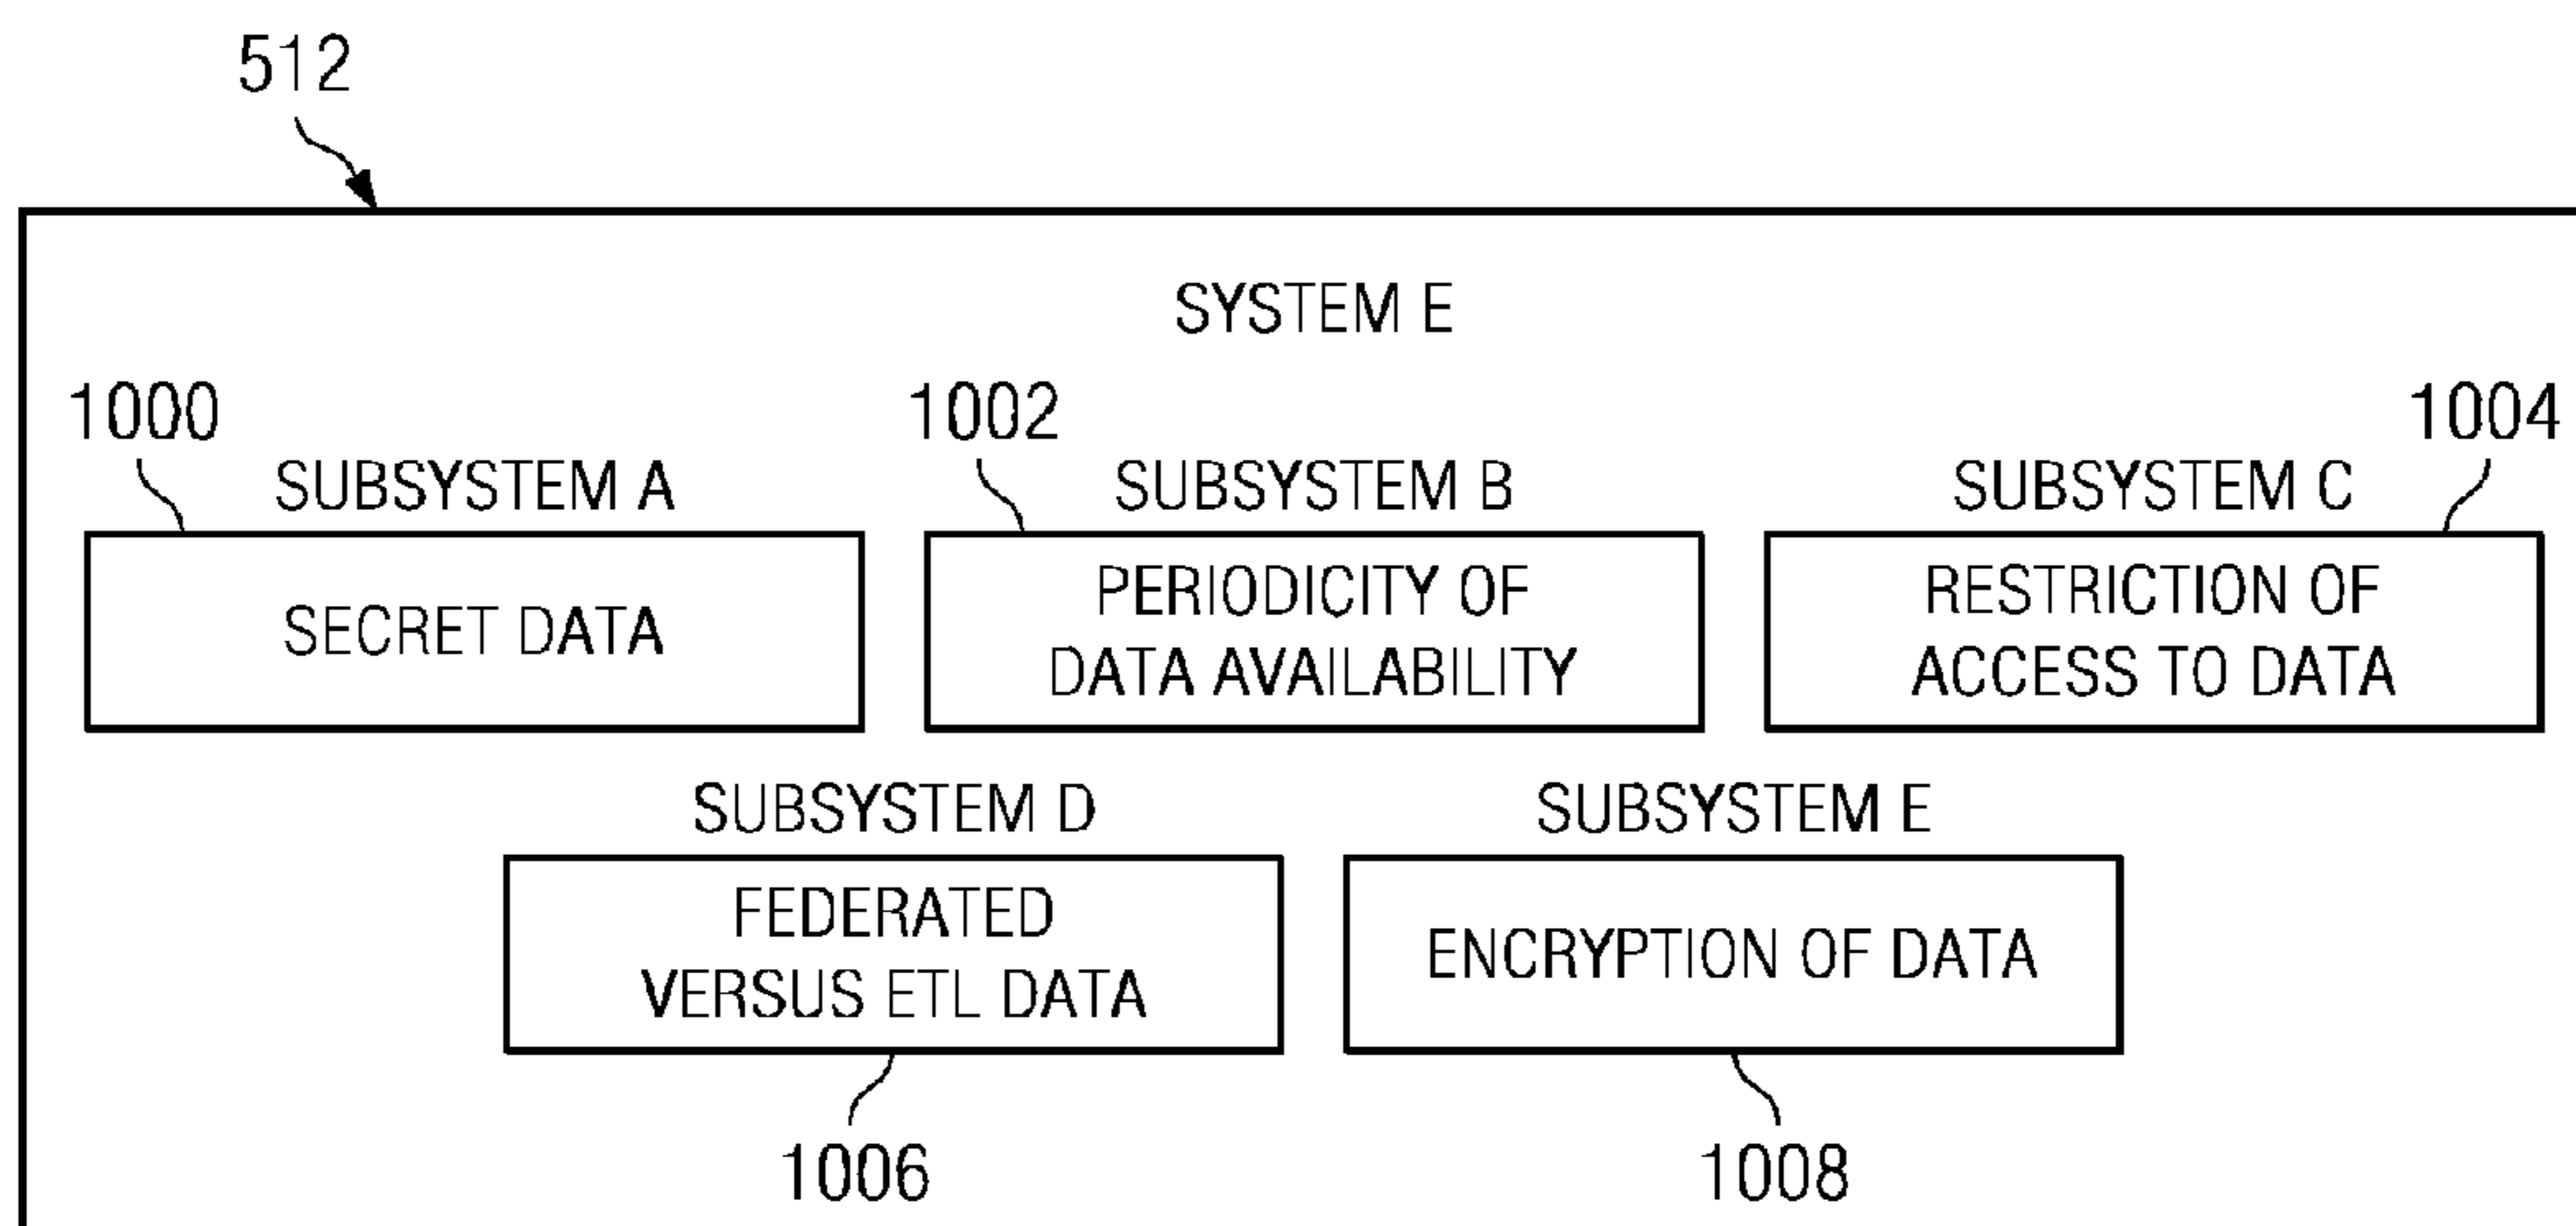 512
SYSTEM E
1000
1002
1004
SUBSYSTEM A
SUBSYSTEM B
SUBSYSTEM C
SECRET DATA
PERIODICITY OF
DATA AVAILABILITY
RESTRICTION OF
ACCESS TO DATA
SUBSYSTEM D
SUBSYSTEM E
FEDERATED
VERSUS ETL DATA
ENCRYPTION OF DATA
1006
1008